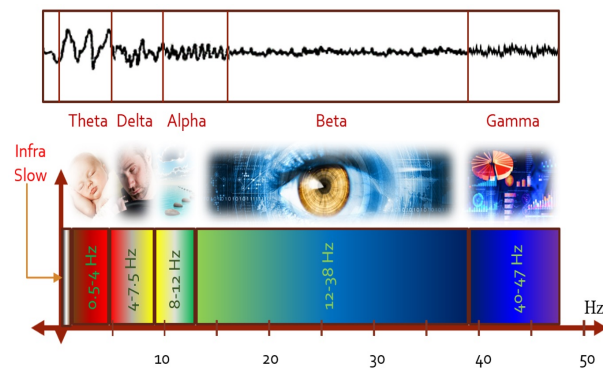 Theta Delta Alpha Beta Gamma
Infra
Slow
0.5-4 Hz
4-7.5 Hz
8-12 Hz
12-38 Hz
40-47 Hz
Hz
10 20 30 40 50